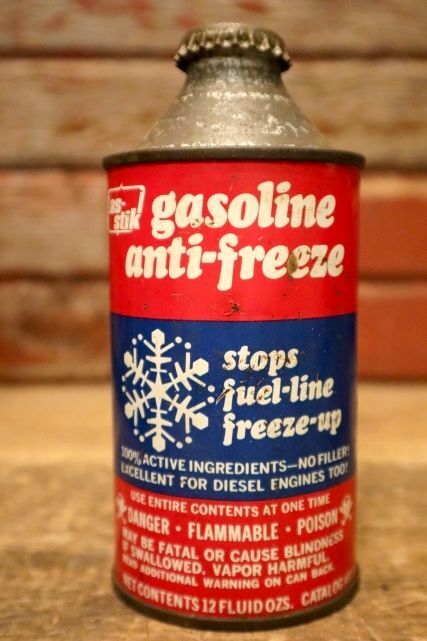 as-
stik
gasoline
anti-freeze
stops
fuel-line
freeze-up
100% ACTIVE INGREDIENTS—NO FILLER!
EXCELLENT FOR DIESEL ENGINES TOO!
USE ENTIRE CONTENTS AT ONE TIME
DANGER • FLAMMABLE • POISON
MAY BE FATAL OR CAUSE BLINDNESS
IF SWALLOWED. VAPOR HARMFUL.
READ ADDITIONAL WARNING ON CAN BACK.
NET CONTENTS 12 FLUID OZS. CATALOG